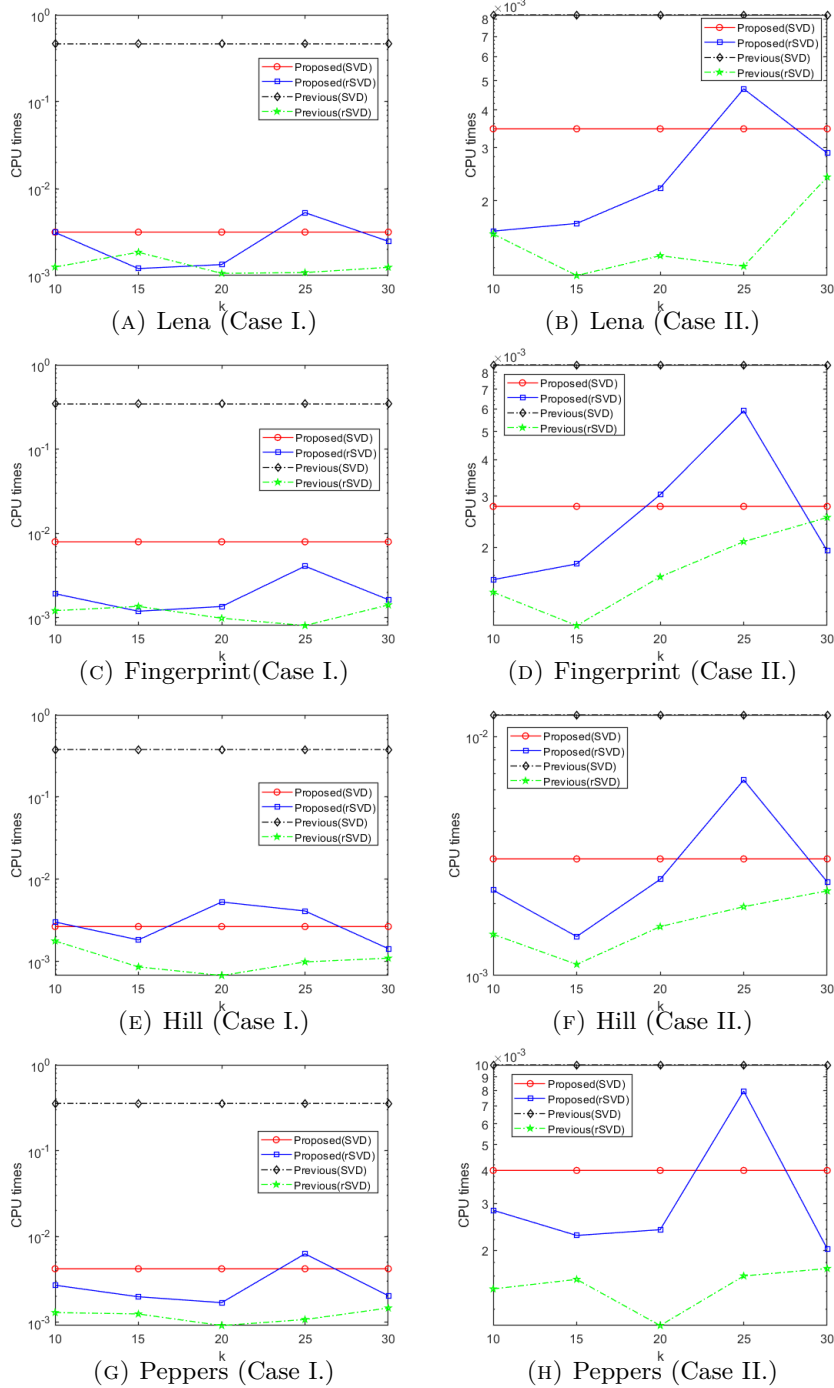 10^0
10^-1
10^-2
10^-3
CPU times
10 15 20 25 30
k
Proposed(SVD)
Proposed(rSVD)
Previous(SVD)
Previous(rSVD)
(A) Lena (Case I.)
×10^-3
8
7
6
5
4
3
2
CPU times
10 15 20 25 30
k
Proposed(SVD)
Proposed(rSVD)
Previous(SVD)
Previous(rSVD)
(B) Lena (Case II.)
10^0
10^-1
10^-2
10^-3
CPU times
10 15 20 25 30
k
Proposed(SVD)
Proposed(rSVD)
Previous(SVD)
Previous(rSVD)
(C) Fingerprint(Case I.)
×10^-3
8
7
6
5
4
3
2
CPU times
10 15 20 25 30
k
Proposed(SVD)
Proposed(rSVD)
Previous(SVD)
Previous(rSVD)
(D) Fingerprint (Case II.)
10^0
10^-1
10^-2
10^-3
CPU times
10 15 20 25 30
k
Proposed(SVD)
Proposed(rSVD)
Previous(SVD)
Previous(rSVD)
(E) Hill (Case I.)
10^-2
10^-3
CPU times
10 15 20 25 30
k
Proposed(SVD)
Proposed(rSVD)
Previous(SVD)
Previous(rSVD)
(F) Hill (Case II.)
10^0
10^-1
10^-2
10^-3
CPU times
10 15 20 25 30
k
Proposed(SVD)
Proposed(rSVD)
Previous(SVD)
Previous(rSVD)
(G) Peppers (Case I.)
×10^-3
10
9
8
7
6
5
4
3
2
CPU times
10 15 20 25 30
k
Proposed(SVD)
Proposed(rSVD)
Previous(SVD)
Previous(rSVD)
(H) Peppers (Case II.)